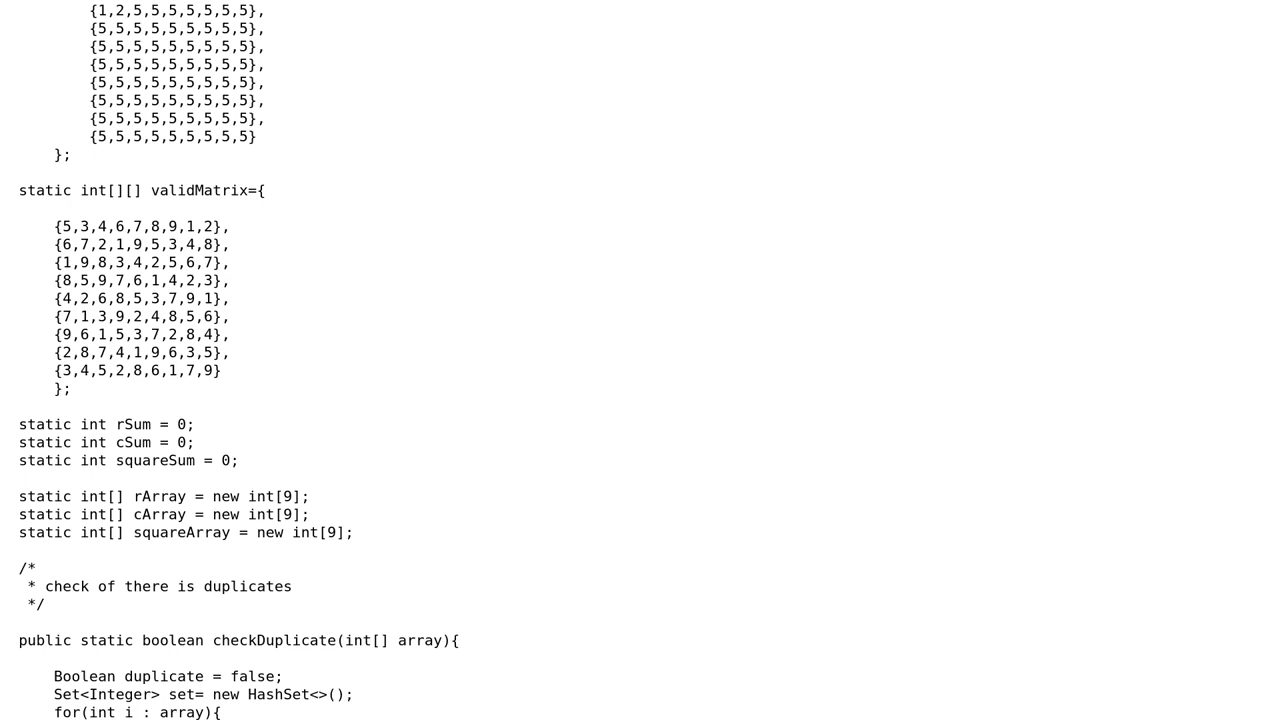 {1,2,5,5,5,5,5,5,5},
{5,5,5,5,5,5,5,5,5},
{5,5,5,5,5,5,5,5,5},
{5,5,5,5,5,5,5,5,5},
{5,5,5,5,5,5,5,5,5},
{5,5,5,5,5,5,5,5,5},
{5,5,5,5,5,5,5,5,5},
{5,5,5,5,5,5,5,5,5}
};
static int[][] validMatrix={
{5,3,4,6,7,8,9,1,2},
{6,7,2,1,9,5,3,4,8},
{1,9,8,3,4,2,5,6,7},
{8,5,9,7,6,1,4,2,3},
{4,2,6,8,5,3,7,9,1},
{7,1,3,9,2,4,8,5,6},
{9,6,1,5,3,7,2,8,4},
{2,8,7,4,1,9,6,3,5},
{3,4,5,2,8,6,1,7,9}
};
static int rSum = 0;
static int cSum = 0;
static int squareSum = 0;
static int[] rArray = new int[9];
static int[] cArray = new int[9];
static int[] squareArray = new int[9];
/*
* check of there is duplicates
*/
public static boolean checkDuplicate(int[] array){
Boolean duplicate = false;
Set<Integer> set= new HashSet<>();
for(int i : array){